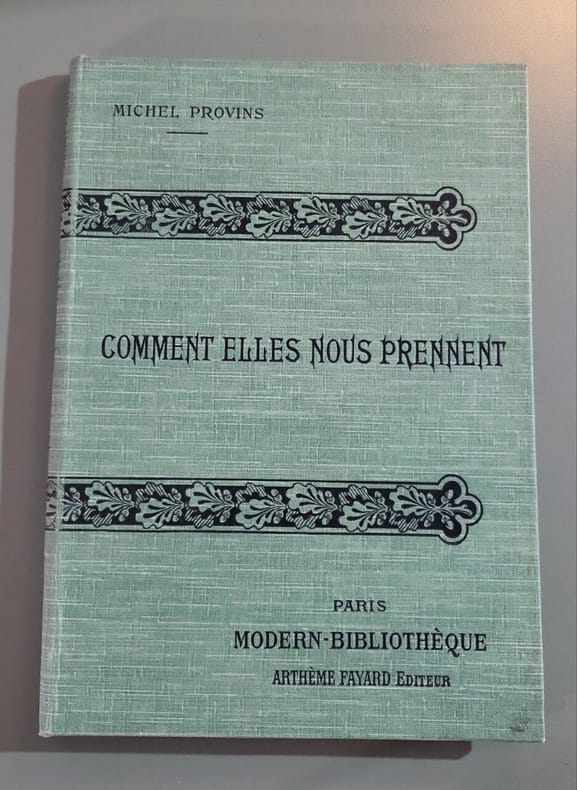 MICHEL PROVINS
COMMENT ELLES NOUS PRENNENT
PARIS
MODERN-BIBLIOTHÈQUE
ARTHÈME FAYARD EDITEUR